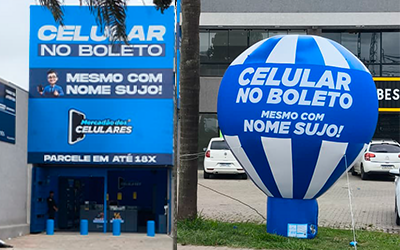 CELULAR
NO BOLETO
MESMO COM
NOME SUJO!
Mercadão dos
CELULARES
PARCELE EM ATÉ 18X
CELULAR
NO BOLETO
MESMO COM
NOME SUJO!
BES